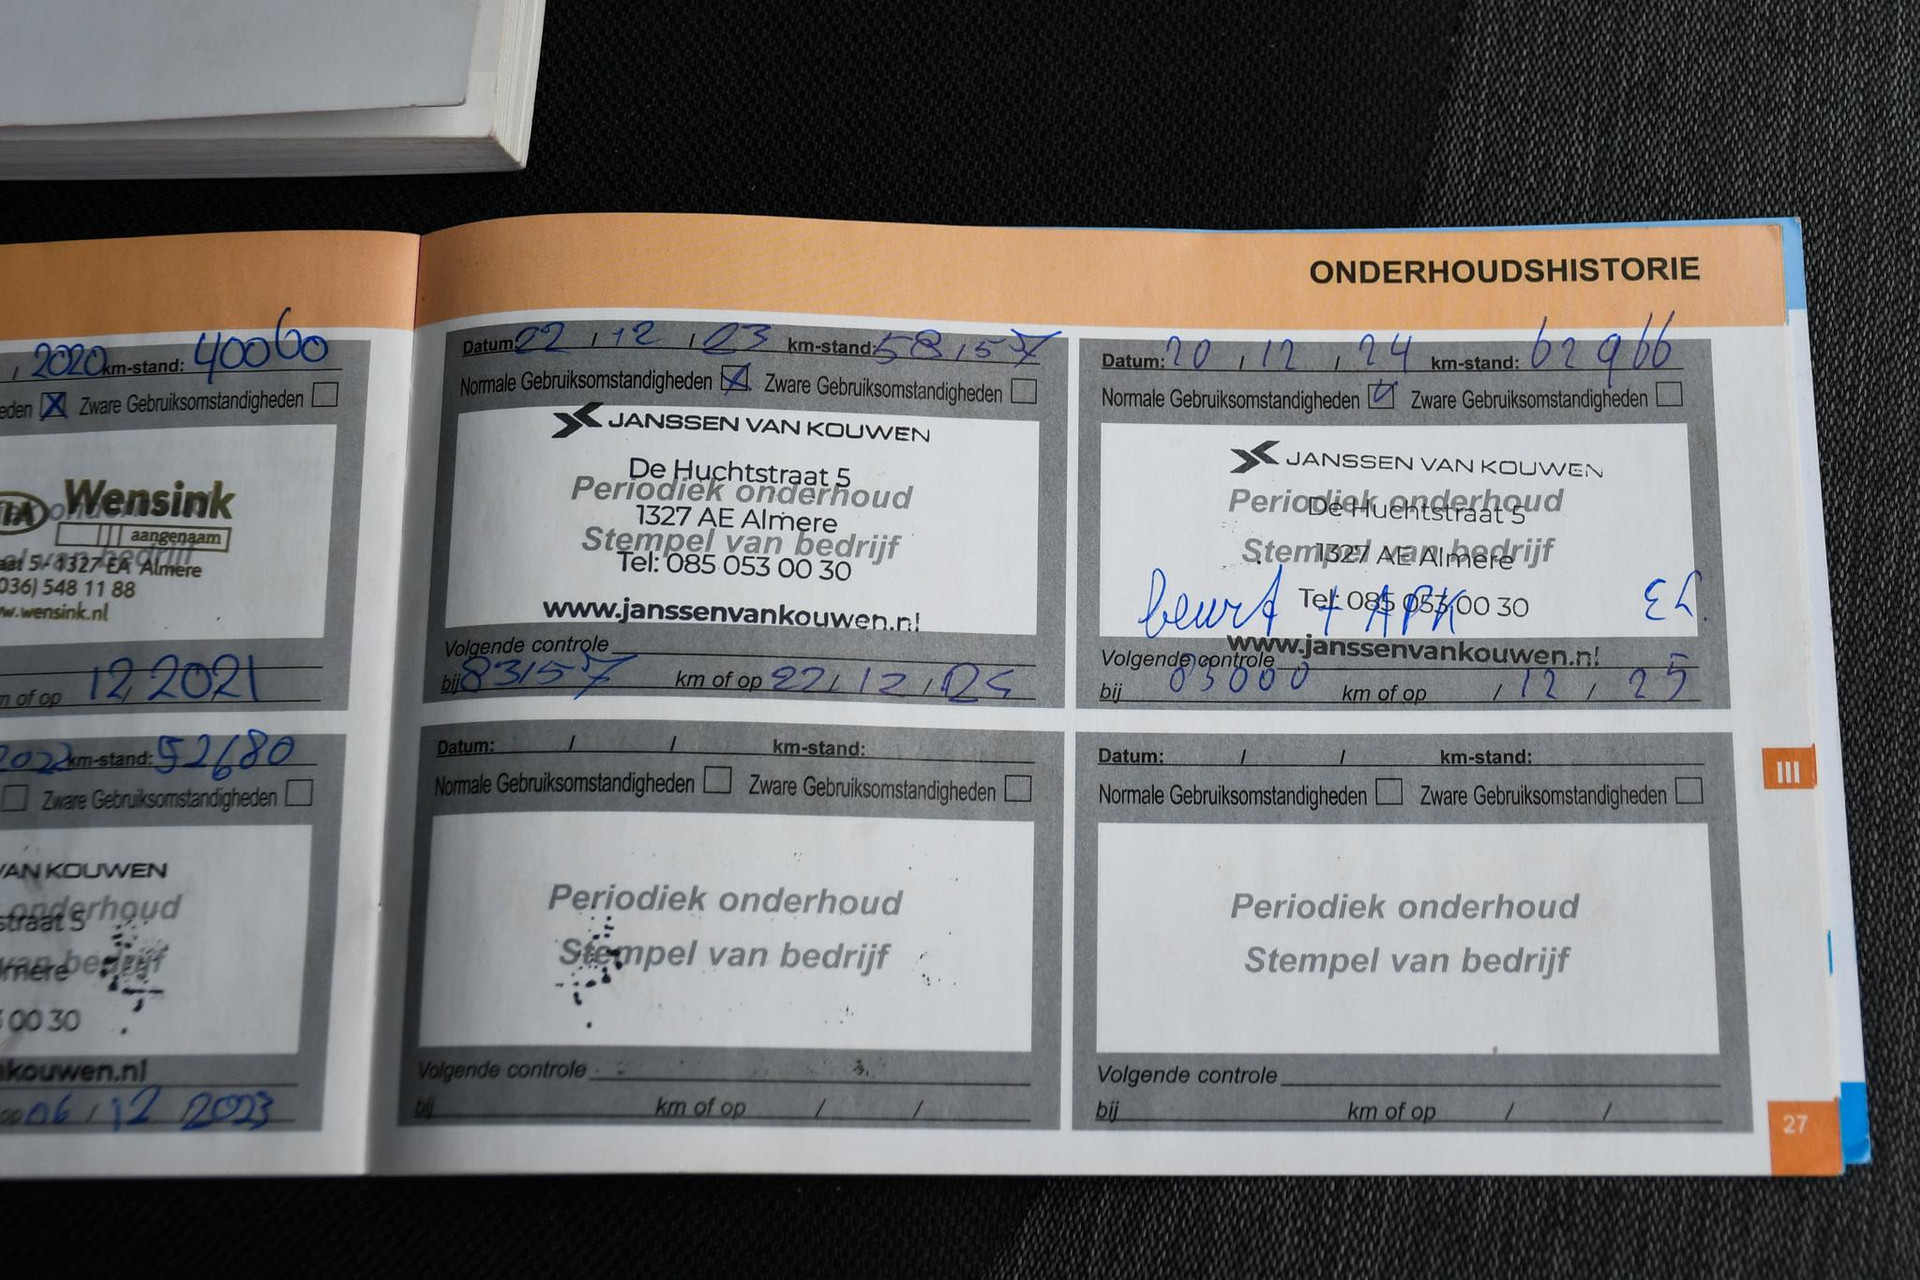 ONDERHOUDSHISTORIE
2020 km-stand: 40060
Zware Gebruiksomstandigheden
Wensink
aangenaam
1327 EA Almere
036) 548 11 88
w.wensink.nl
of op 12 2021
2022 km-stand: 52680
Zware Gebruiksomstandigheden
VAN KOUWEN
onderhoud
straat 5
van bedrijf
00 30
kouwen.nl
06 / 12 2023
Datum: 22 / 12 / 23 km-stand: 58157
Normale Gebruiksomstandigheden Zware Gebruiksomstandigheden
JANSSEN VAN KOUWEN
De Huchtstraat 5
Periodiek onderhoud
1327 AE Almere
Stempel van bedrijf
Tel: 085 053 00 30
www.janssenvankouwen.nl
Volgende controle
bij 83157 km of op 22 / 12 /
Datum: / / km-stand:
Normale Gebruiksomstandigheden Zware Gebruiksomstandigheden
Periodiek onderhoud
Stempel van bedrijf
Volgende controle
bij km of op / /
Datum: 20 / 12 / 24 km-stand: 62966
Normale Gebruiksomstandigheden Zware Gebruiksomstandigheden
JANSSEN VAN KOUWEN
Periodiek onderhoud
De Huchtstraat 5
Stempel van bedrijf
1327 AE Almere
beurt + APK
Tel: 085 053 00 30
www.janssenvankouwen.nl
Volgende controle
bij 83000 km of op / 12 / 25
Datum: / / km-stand:
Normale Gebruiksomstandigheden Zware Gebruiksomstandigheden
Periodiek onderhoud
Stempel van bedrijf
Volgende controle
bij km of op / /
III
27